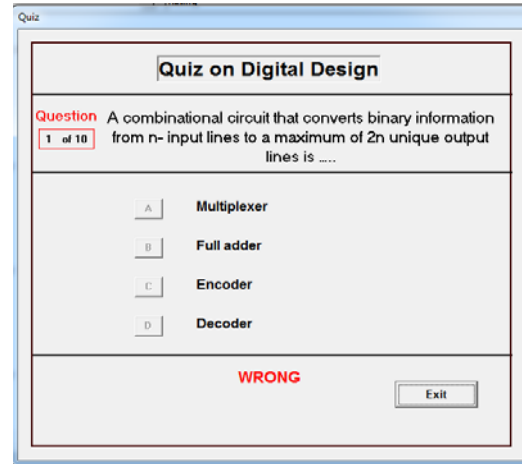 Quiz
Quiz on Digital Design
Question
1 of 10
A combinational circuit that converts binary information
from n- input lines to a maximum of 2n unique output
lines is .....
A Multiplexer
B Full adder
C Encoder
D Decoder
WRONG
Exit